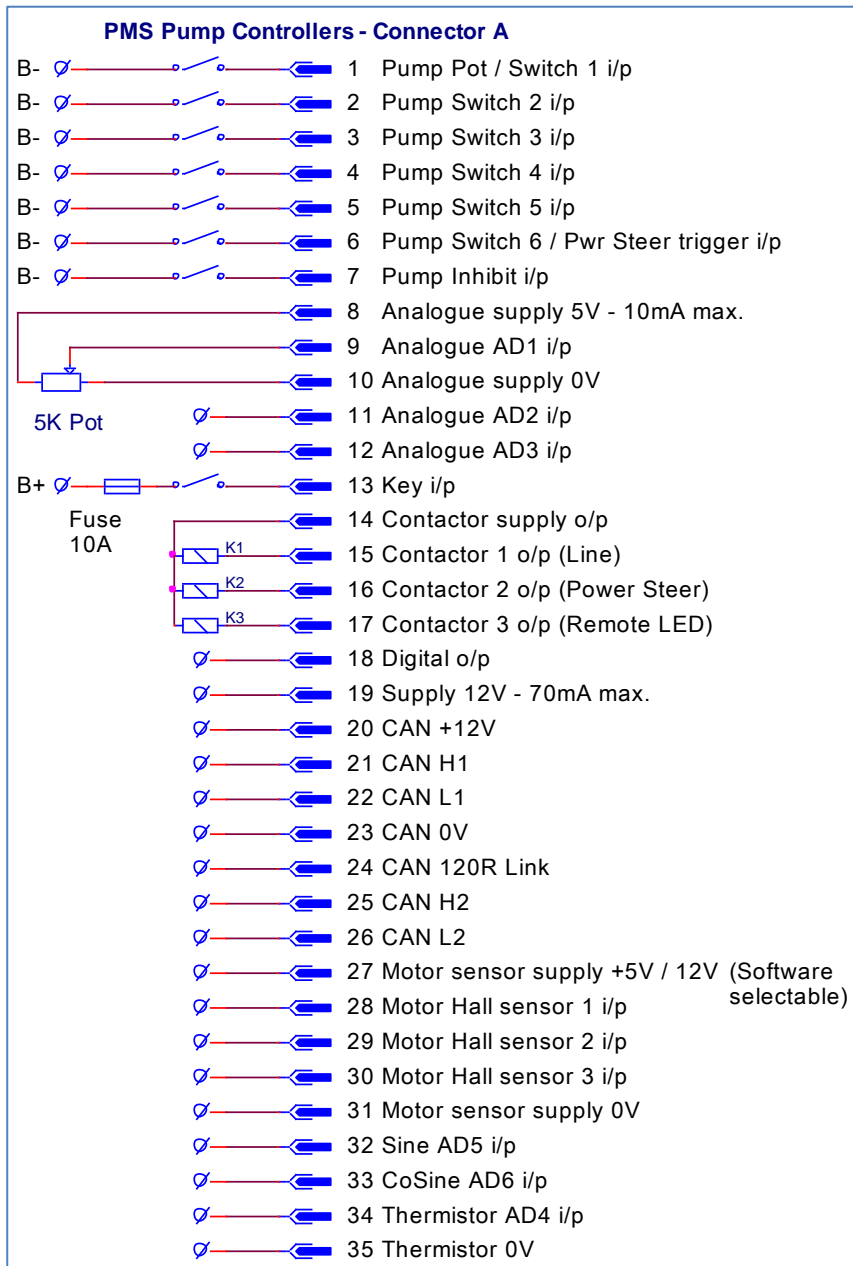 PMS Pump Controllers - Connector A
B- 1 Pump Pot / Switch 1 i/p
B- 2 Pump Switch 2 i/p
B- 3 Pump Switch 3 i/p
B- 4 Pump Switch 4 i/p
B- 5 Pump Switch 5 i/p
B- 6 Pump Switch 6 / Pwr Steer trigger i/p
B- 7 Pump Inhibit i/p
8 Analogue supply 5V - 10mA max.
9 Analogue AD1 i/p
10 Analogue supply 0V
5K Pot
11 Analogue AD2 i/p
12 Analogue AD3 i/p
B+ 13 Key i/p
Fuse
10A
14 Contactor supply o/p
K1 15 Contactor 1 o/p (Line)
K2 16 Contactor 2 o/p (Power Steer)
K3 17 Contactor 3 o/p (Remote LED)
18 Digital o/p
19 Supply 12V - 70mA max.
20 CAN +12V
21 CAN H1
22 CAN L1
23 CAN 0V
24 CAN 120R Link
25 CAN H2
26 CAN L2
27 Motor sensor supply +5V / 12V (Software
selectable)
28 Motor Hall sensor 1 i/p
29 Motor Hall sensor 2 i/p
30 Motor Hall sensor 3 i/p
31 Motor sensor supply 0V
32 Sine AD5 i/p
33 CoSine AD6 i/p
34 Thermistor AD4 i/p
35 Thermistor 0V